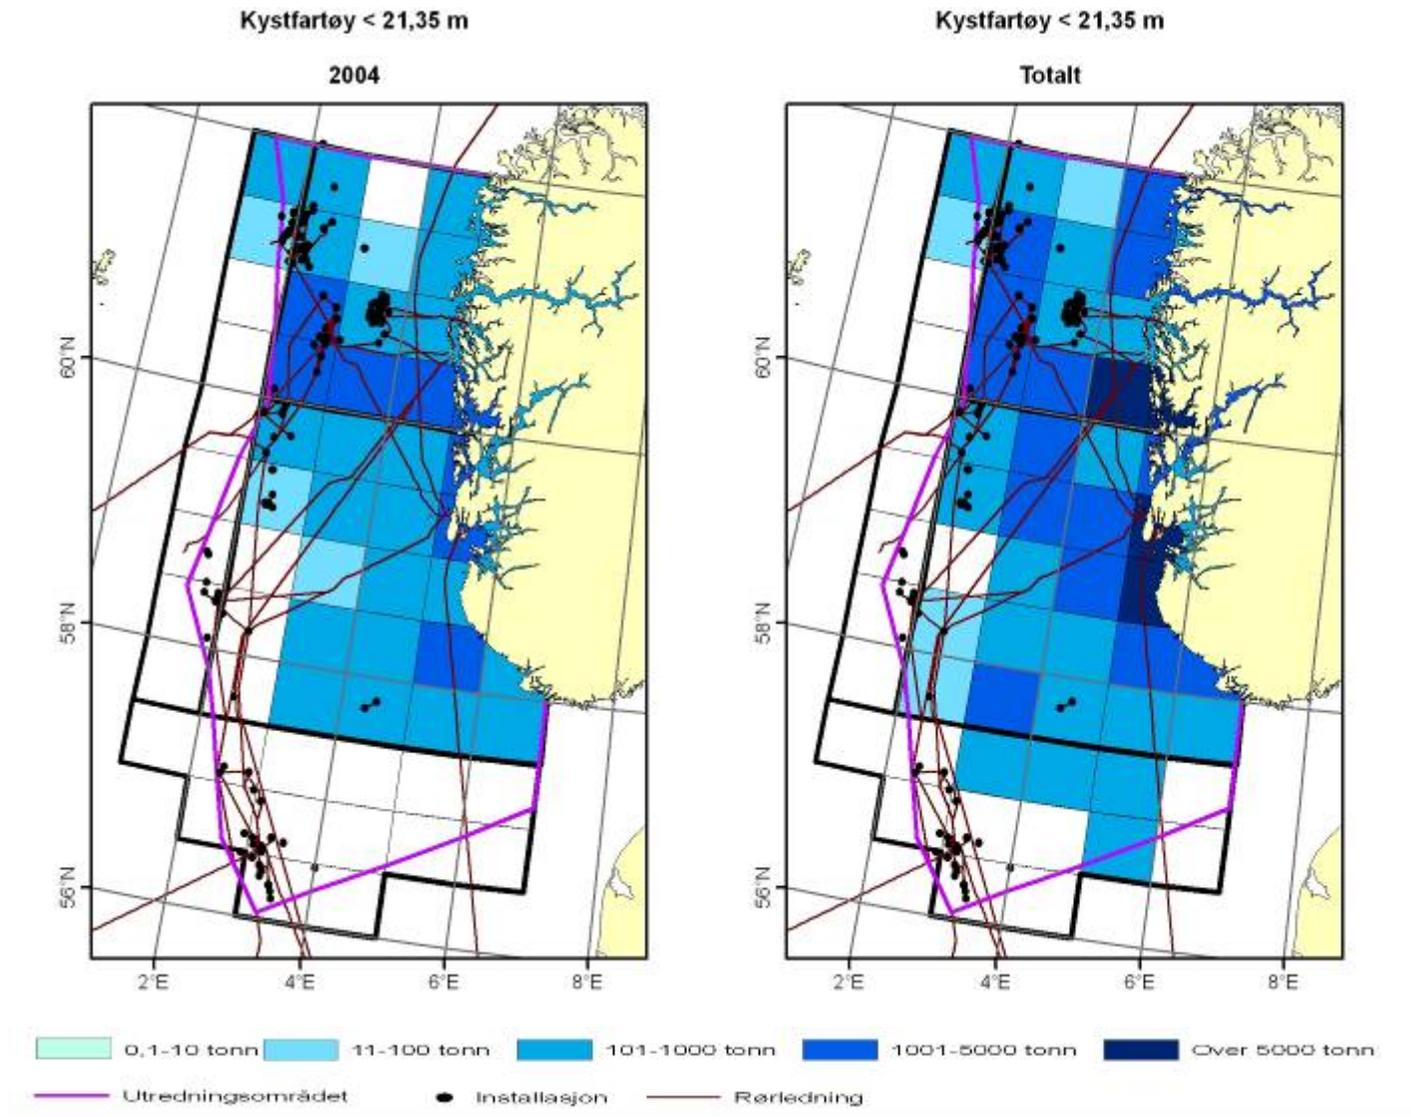 Kystfartøy < 21,35 m
2004
60°N
58°N
56°N
2°E 4°E 6°E 8°E
Kystfartøy < 21,35 m
Totalt
60°N
58°N
56°N
2°E 4°E 6°E 8°E
0,1-10 tonn 11-100 tonn 101-1000 tonn 1001-5000 tonn Over 5000 tonn
Utredningsområdet Installasjon Rørledning